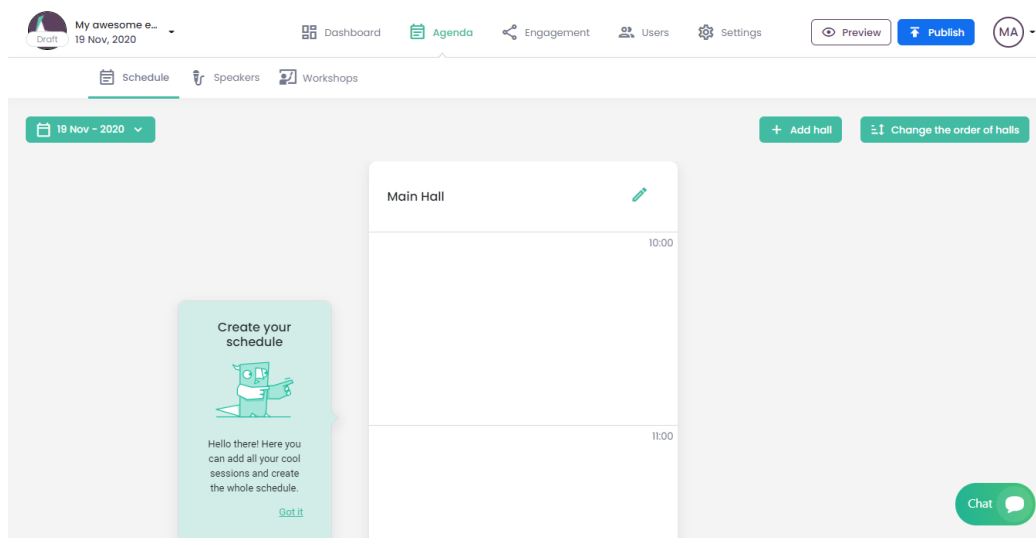 My awesome e...
Draft
19 Nov, 2020
Dashboard
Agenda
Engagement
Users
Settings
Preview
Publish
MA
Schedule
Speakers
Workshops
19 Nov - 2020
+ Add hall
Change the order of halls
Main Hall
10:00
Create your
schedule
Hello there! Here you
can add all your cool
sessions and create
the whole schedule.
Got it
11:00
Chat